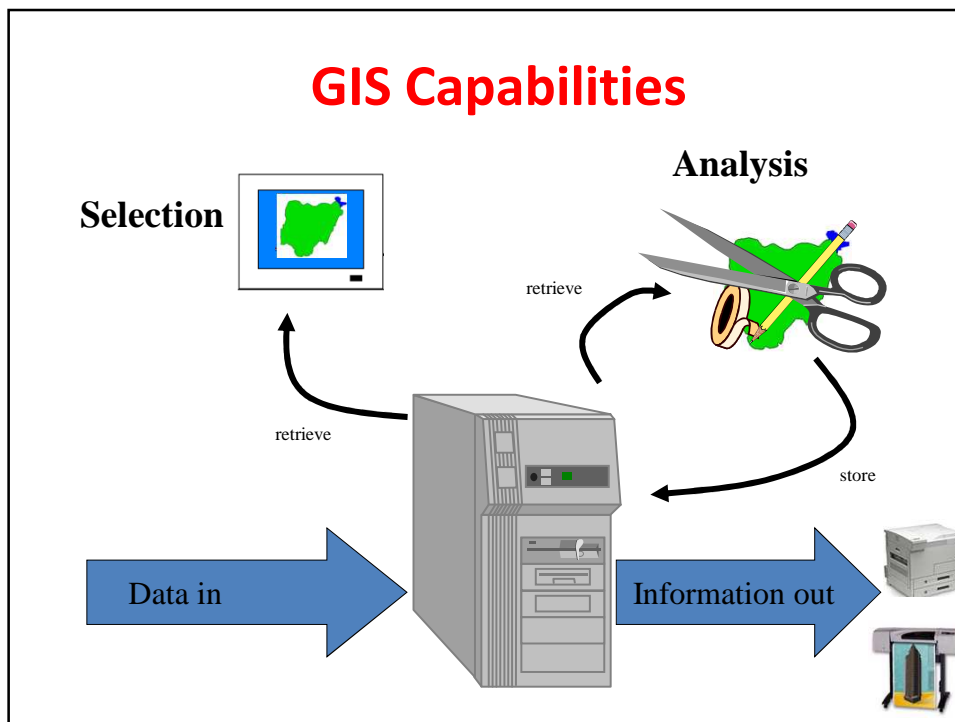 GIS Capabilities
Analysis
Selection
retrieve
retrieve
store
Data in
Information out